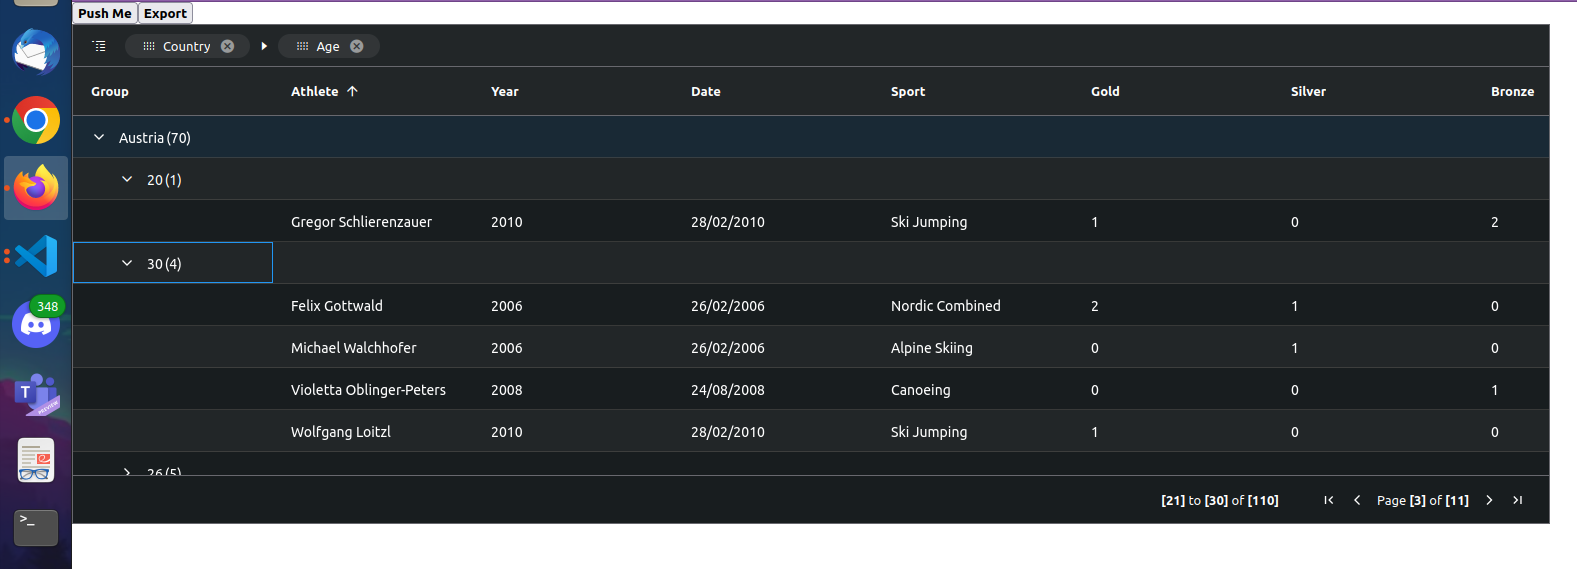 Push Me Export
Country Age
Group Athlete Year Date Sport Gold Silver Bronze
Austria (70)
20 (1)
Gregor Schlierenzauer 2010 28/02/2010 Ski Jumping 1 0 2
30 (4)
348
Felix Gottwald 2006 26/02/2006 Nordic Combined 2 1 0
Michael Walchhofer 2006 26/02/2006 Alpine Skiing 0 1 0
T
PREVIEW
Violetta Oblinger-Peters 2008 24/08/2008 Canoeing 0 0 1
Wolfgang Loitzl 2010 28/02/2010 Ski Jumping 1 0 0
26 (5)
[21] to [30] of [110] Page [3] of [11]
>_